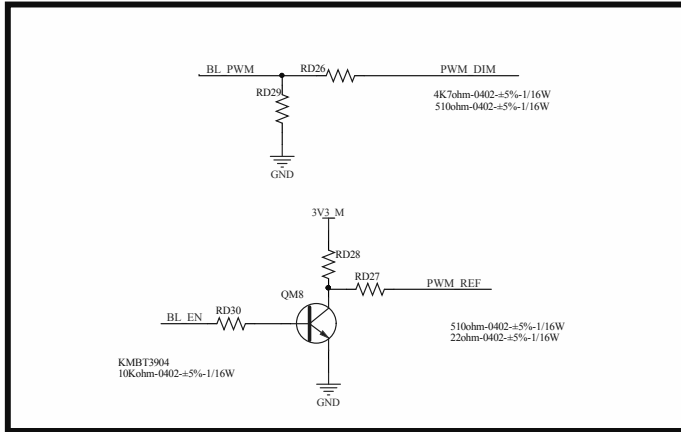 BL_PWM
RD26
PWM_DIM
RD29
4K7ohm-0402-±5%-1/16W
510ohm-0402-±5%-1/16W
GND
3V3_M
RD28
RD27
PWM_REF
QM8
RD30
BL_EN
510ohm-0402-±5%-1/16W
22ohm-0402-±5%-1/16W
KMBT3904
10Kohm-0402-±5%-1/16W
GND